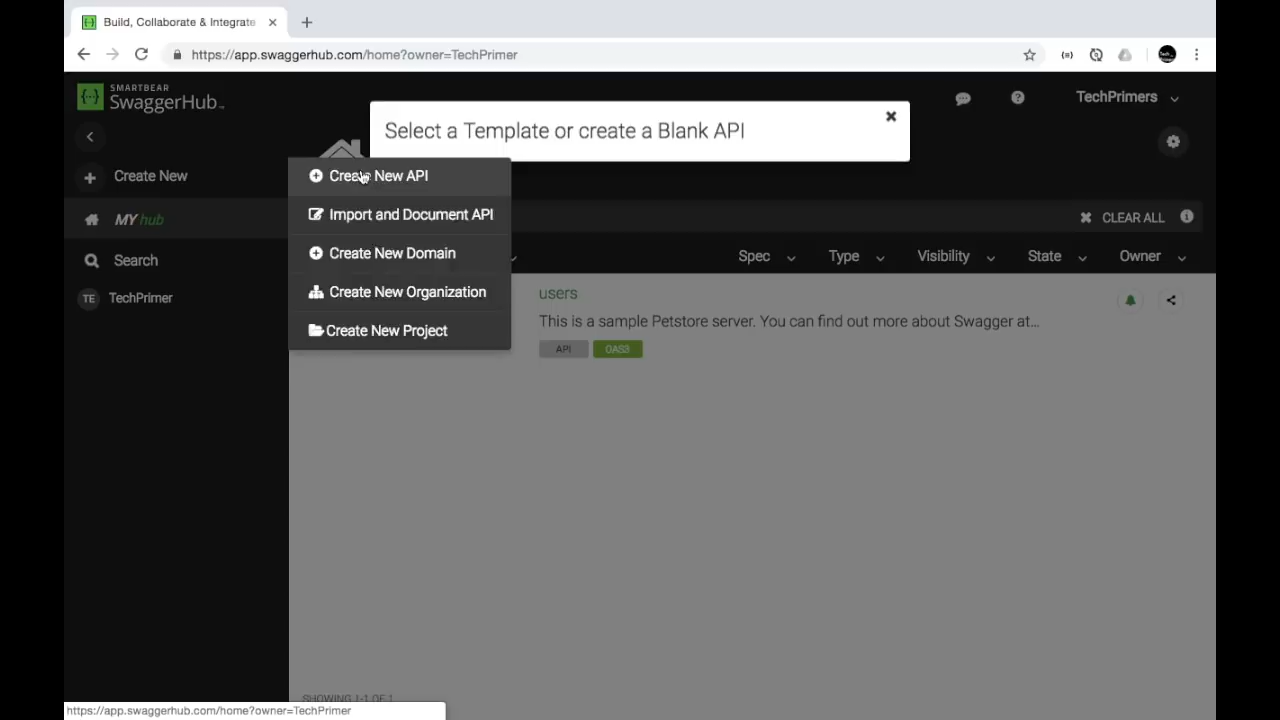 Build, Collaborate & Integrate
https://app.swaggerhub.com/home?owner=TechPrimer
SMARTBEAR
SwaggerHub™
TechPrimers
Select a Template or create a Blank API
Create New
Create New API
MY hub
Import and Document API
CLEAR ALL
Search
Create New Domain
Spec
Type
Visibility
State
Owner
TE TechPrimer
Create New Organization
users
Create New Project
This is a sample Petstore server. You can find out more about Swagger at...
API
OAS3
SHOWING 1-1 OF 1
https://app.swaggerhub.com/home?owner=TechPrimer